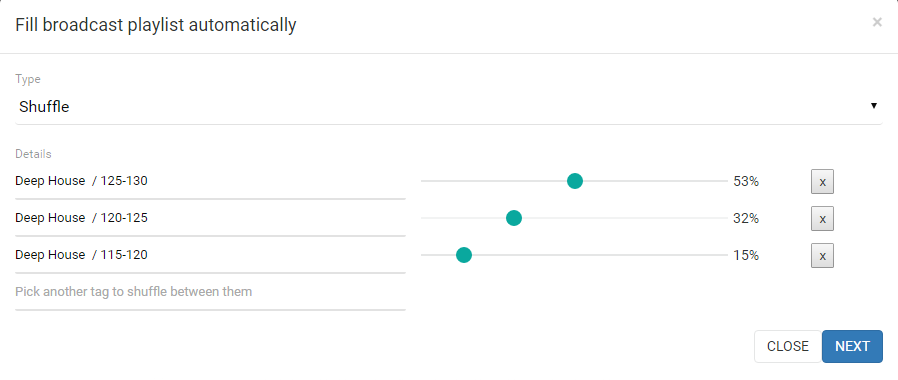 Fill broadcast playlist automatically
×
Type
Shuffle
Details
Deep House / 125-130 53% x
Deep House / 120-125 32% x
Deep House / 115-120 15% x
Pick another tag to shuffle between them
CLOSE NEXT